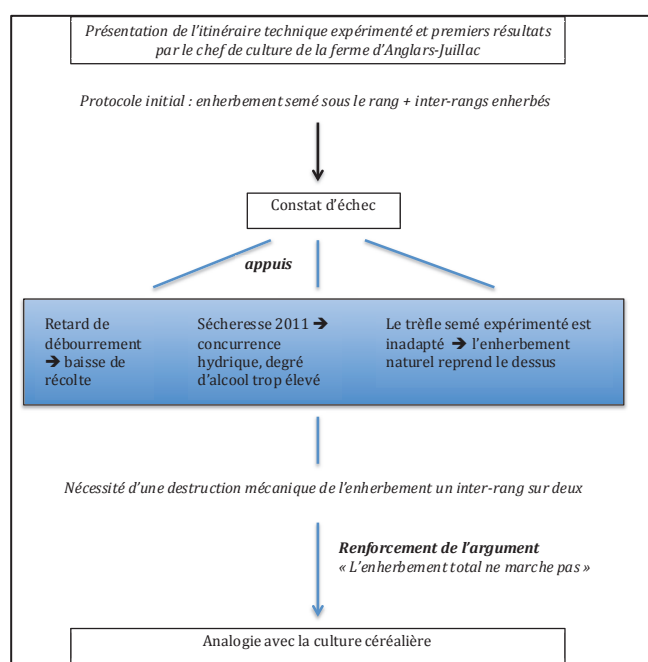 Présentation de l'itinéraire technique expérimenté et premiers résultats
par le chef de culture de la ferme d'Anglars-Juillac
Protocole initial : enherbement semé sous le rang + inter-rangs enherbés
Constat d'échec
appuis
Retard de
débourrement
➔ baisse de
récolte
Sécheresse 2011 ➔
concurrence
hydrique, degré
d'alcool trop élevé
Le trèfle semé expérimenté est
inadapté ➔ l'enherbement
naturel reprend le dessus
Nécessité d'une destruction mécanique de l'enherbement un inter-rang sur deux
Renforcement de l'argument
« L'enherbement total ne marche pas »
Analogie avec la culture céréalière